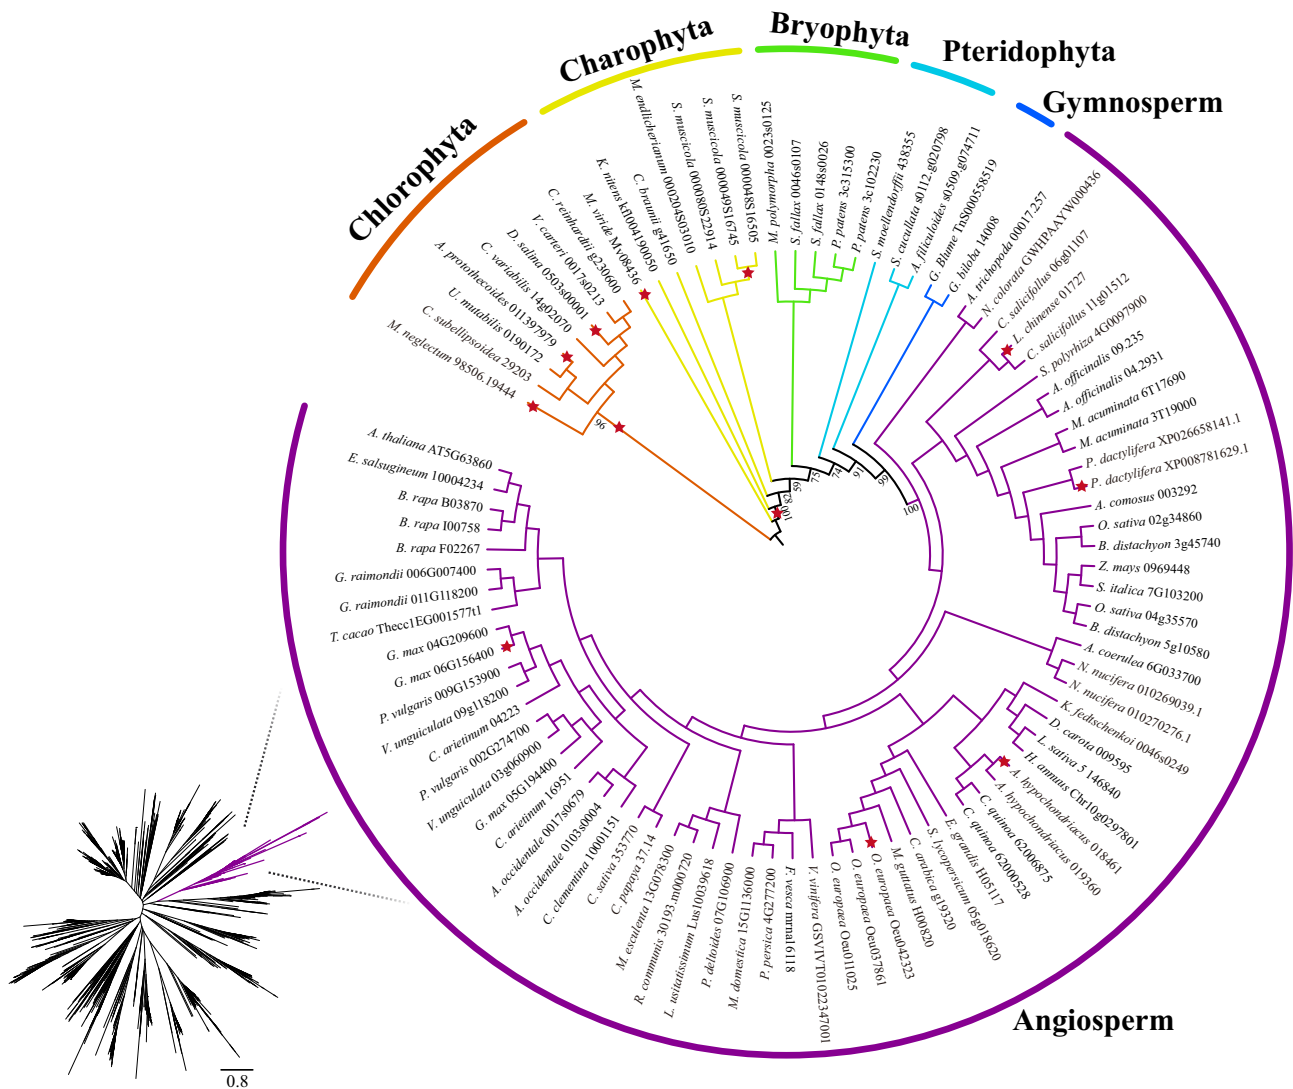 Chlorophyta
Charophyta
Bryophyta
Pteridophyta
Gymnosperm
Angiosperm
M. neglectum 98506.19444
C. subellipsoidea 29203
U. mutabilis 0190172
A. protothecoides 011397979
C. variabilis 14g02070
D. salina 0503s00001
V. carteri 0017s0213
C. reinhardtii g230600
M. viride Mv08436
K. nitens kfl004190050
C. braunii g41650
M. endlicherianum 000204S03010
S. muscicola 000080S22914
S. muscicola 000049S16745
S. muscicola 000048S16505
M. polymorpha 0023s0125
S. fallax 0046s0107
S. fallax 0148s0026
P. patens 3c315300
P. patens 3c102230
S. moellendorffii 438355
S. cucullata s0112.g020798
A. filiculoides s0509.g074711
G. Blume TnS000558519
G. biloba 14008
A. trichopoda 00017.257
N. colorata GWHPAAYW000436
C. salicifollus 06g01107
L. chinense 01727
C. salicifollus 11g01512
S. polyrhiza 4G0097900
A. officinalis 09.235
A. officinalis 04.2931
M. acuminata 6T17690
M. acuminata 3T19000
P. dactylifera XP026658141.1
P. dactylifera XP008781629.1
A. comosus 003292
O. sativa 02g34860
B. distachyon 3g45740
Z. mays 0969448
S. italica 7G103200
O. sativa 04g35570
B. distachyon 5g10580
A. coerulea 6G033700
N. nucifera 010269039.1
N. nucifera 010270276.1
K. fedtschenkoi 0046s0249
D. carota 009595
L. sativa 5 146840
H. annuus Chr10g0297801
A. hypochondriacus 018461
A. hypochondriacus 019360
C. quinoa 62006875
C. quinoa 62000528
E. grandis H05117
S. lycopersicum 05g018620
C. arabica g19320
M. guttatus H00820
O. europaea Oeu042323
O. europaea Oeu037861
O. europaea Oeu011025
V. vinifera GSVIVT01022347001
F. vesca mrna16118
P. persica 4G277200
M. domestica 15G1136000
P. deltoides 07G106900
L. usitatissimum Lus10039618
R. communis 30193.m000720
M. esculenta 13G078300
C. papaya 37.14
C. sativa 353770
C. clementina 10001151
A. occidentale 0103s0004
A. occidentale 0017s0679
C. arietinum 16951
G. max 05G194400
V. unguiculata 03g060900
P. vulgaris 002G274700
C. arietinum 04223
V. unguiculata 09g118200
P. vulgaris 009G153900
G. max 06G156400
G. max 04G209600
T. cacao Thecc1EG001577t1
G. raimondii 011G118200
G. raimondii 006G007400
B. rapa F02267
B. rapa I00758
B. rapa B03870
E. salsugineum 10004234
A. thaliana AT5G63860
96
100
82
59
75
74
91
99
100
0.8